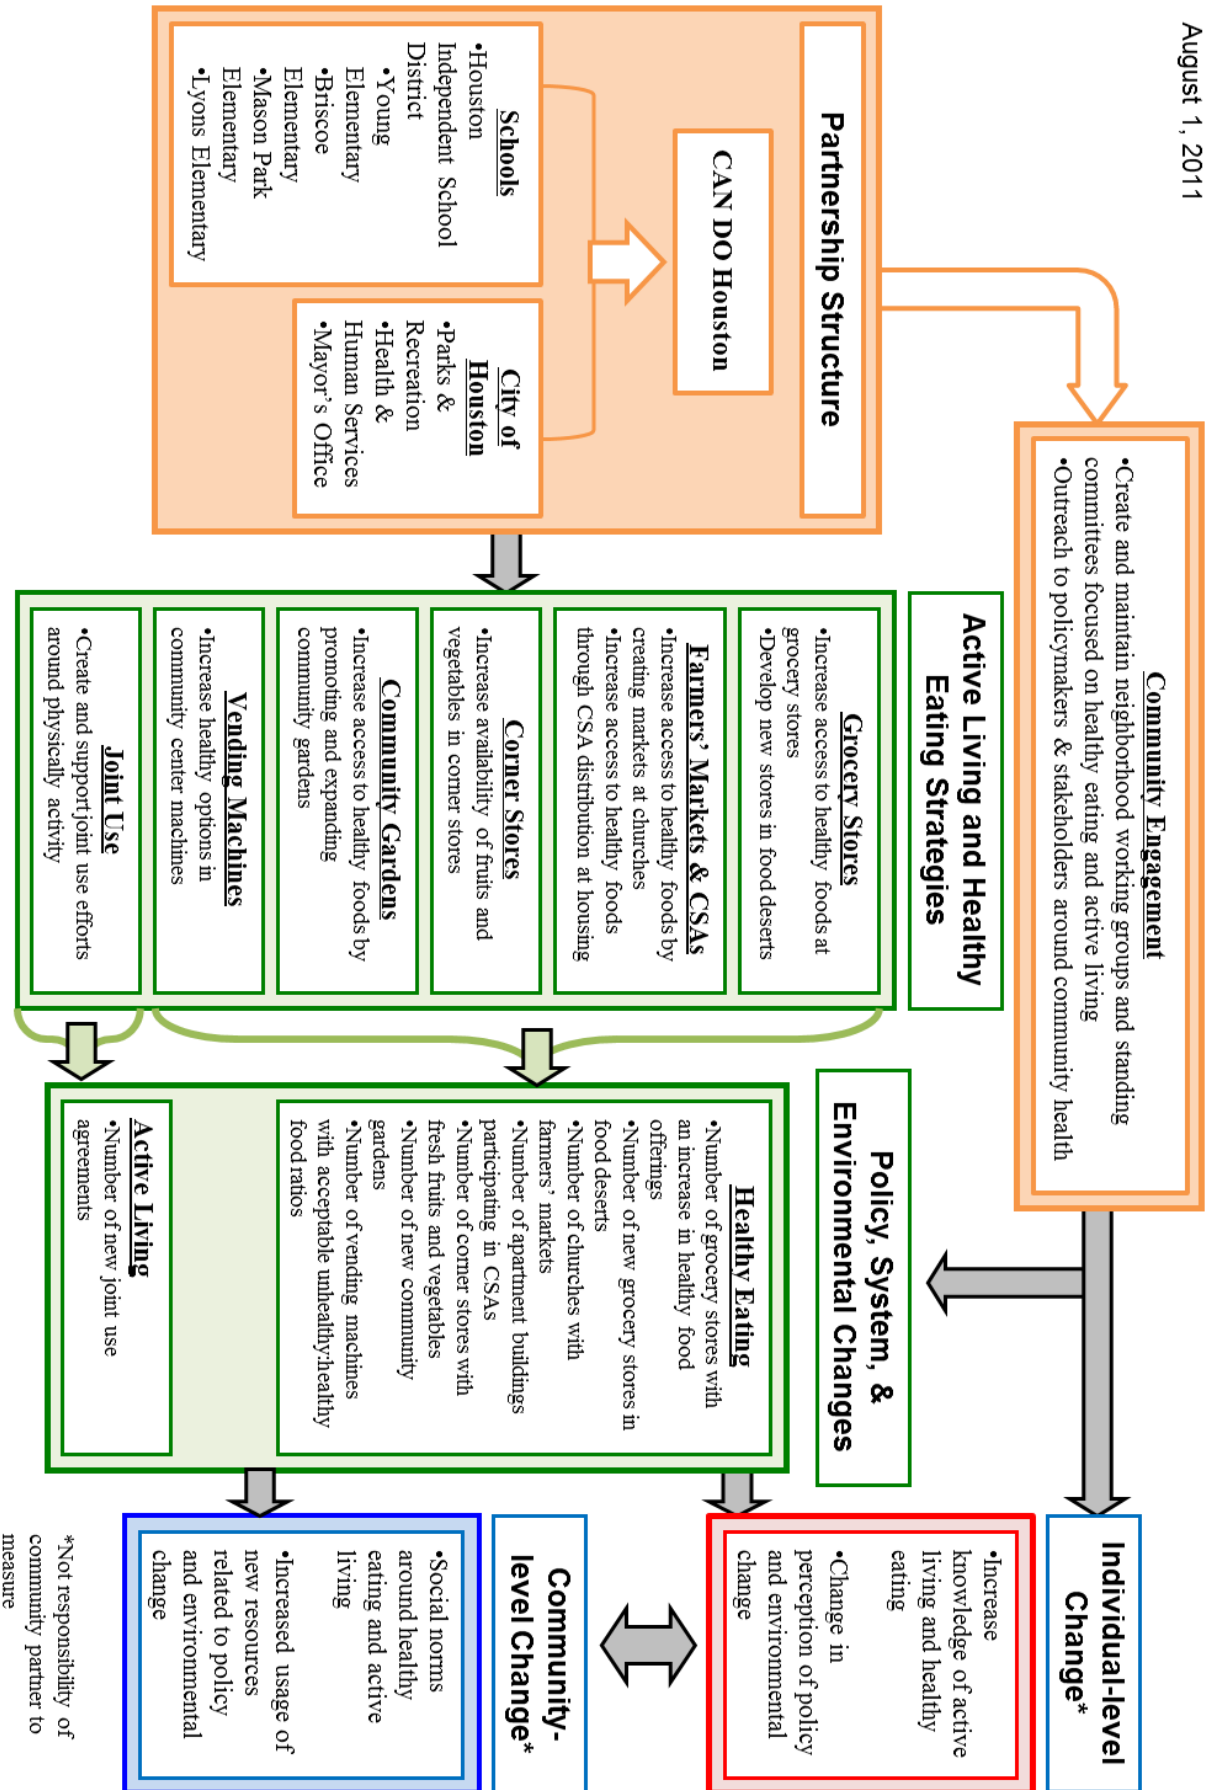 August 1, 2011
Partnership Structure
CAN DO Houston
Schools
•Houston
Independent School
District
•Young
Elementary
•Briscoe
Elementary
•Mason Park
Elementary
•Lyons Elementary
City of
Houston
•Parks &
Recreation
•Health &
Human Services
•Mayor's Office
Community Engagement
•Create and maintain neighborhood working groups and standing
committees focused on healthy eating and active living
•Outreach to policymakers & stakeholders around community health
Active Living and Healthy
Eating Strategies
Grocery Stores
•Increase access to healthy foods at
grocery stores
•Develop new stores in food deserts
Farmers' Markets & CSAs
•Increase access to healthy foods by
creating markets at churches
•Increase access to healthy foods
through CSA distribution at housing
Corner Stores
•Increase availability of fruits and
vegetables in corner stores
Community Gardens
•Increase access to healthy foods by
promoting and expanding
community gardens
Vending Machines
•Increase healthy options in
community center machines
Joint Use
•Create and support joint use efforts
around physically activity
Policy, System, &
Environmental Changes
Healthy Eating
•Number of grocery stores with
an increase in healthy food
offerings
•Number of new grocery stores in
food deserts
•Number of churches with
farmers' markets
•Number of apartment buildings
participating in CSAs
•Number of corner stores with
fresh fruits and vegetables
•Number of new community
gardens
•Number of vending machines
with acceptable unhealthy:healthy
food ratios
Active Living
•Number of new joint use
agreements
Individual-level
Change*
•Increase
knowledge of active
living and healthy
eating
•Change in
perception of policy
and environmental
change
Community-
level Change*
•Social norms
around healthy
eating and active
living
•Increased usage of
new resources
related to policy
and environmental
change
*Not responsibility of
community partner to
measure